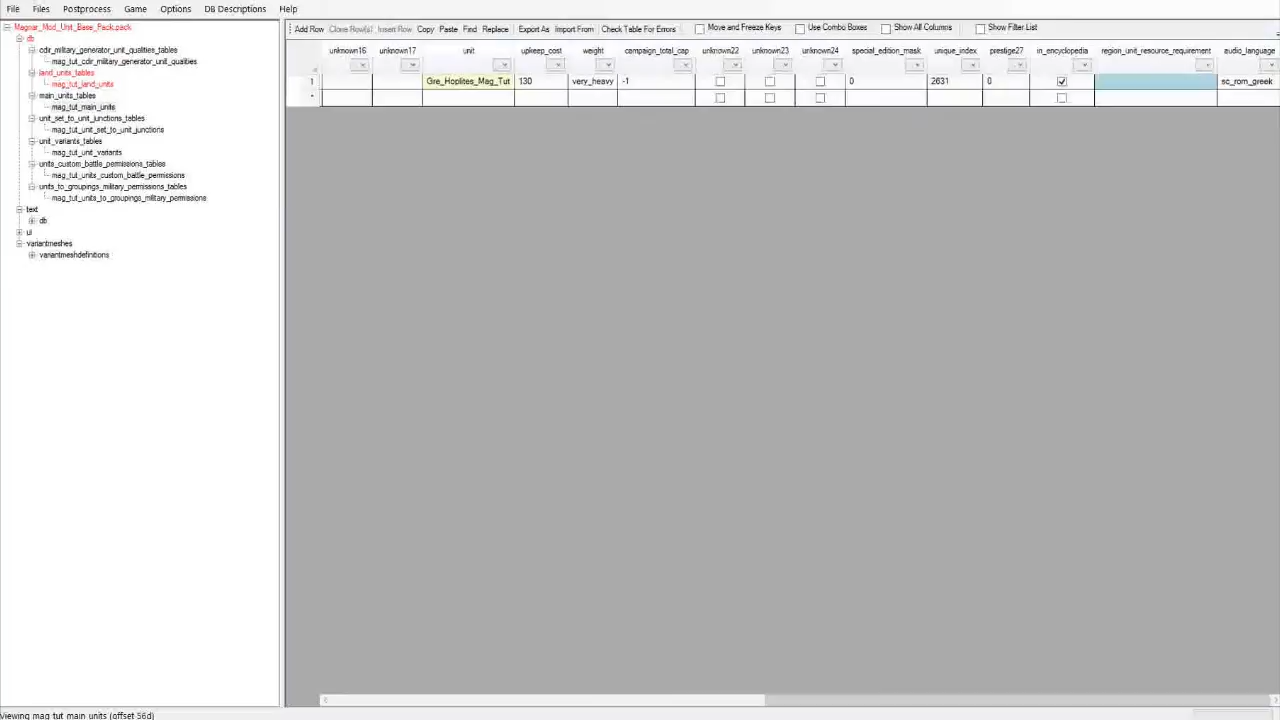 File Files Postprocess Game Options DB Descriptions Help
Add Row Clone Row(s) Insert Row Copy Paste Find Replace Export As Import From Check Table For Errors Move and Freeze Keys Use Combo Boxes Show All Columns Show Filter List
Magnar_Mod_Unit_Base_Pack.pack
db
cdir_military_generator_unit_qualities_tables
mag_tut_cdir_military_generator_unit_qualities
land_units_tables
mag_tut_land_units
main_units_tables
mag_tut_main_units
unit_set_to_unit_junctions_tables
mag_tut_unit_set_to_unit_junctions
unit_variants_tables
mag_tut_unit_variants
units_custom_battle_permissions_tables
mag_tut_units_custom_battle_permissions
units_to_groupings_military_permissions_tables
mag_tut_units_to_groupings_military_permissions
text
db
ui
variantmeshes
variantmeshdefinitions
unknown16 unknown17 unit upkeep_cost weight campaign_total_cap unknown22 unknown23 unknown24 special_edition_mask unique_index prestige27 in_encyclopedia region_unit_resource_requirement audio_language
1 Gre_Hoplites_Mag_Tut 130 very_heavy -1 0 2631 0 sc_rom_greek
*
Viewing mag tut main units (offset 56d)